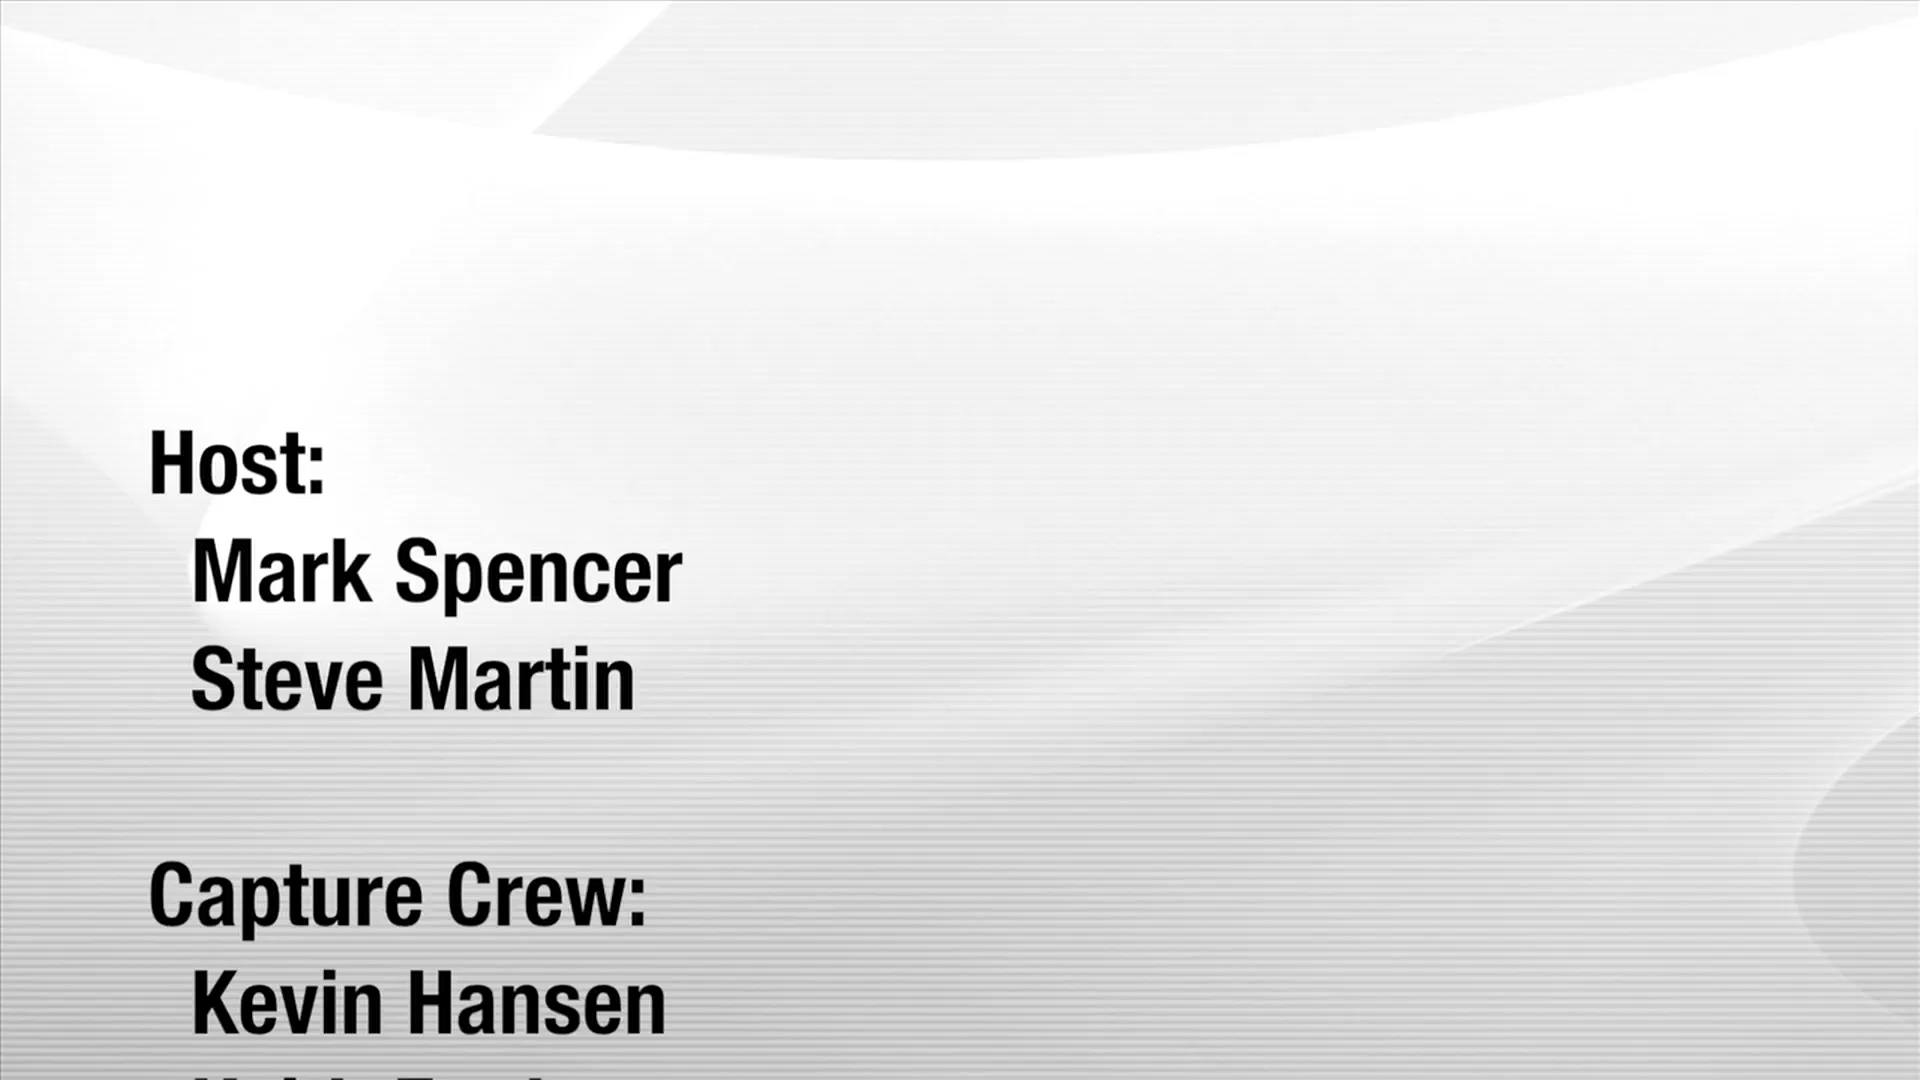 Host:
Mark Spencer
Steve Martin
Capture Crew:
Kevin Hansen